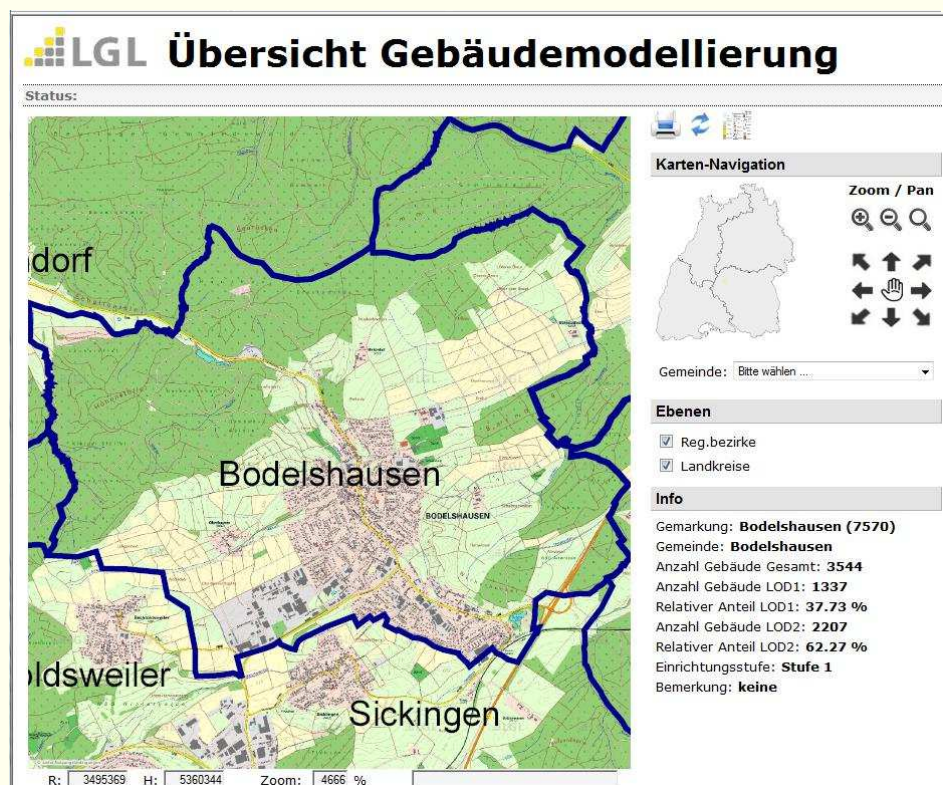 LGL Übersicht Gebäudemodellierung
Status:
Karten-Navigation
Zoom / Pan
Gemeinde: Bitte wählen ...
Ebenen
Reg.bezirke
Landkreise
Info
Gemarkung: Bodelshausen (7570)
Gemeinde: Bodelshausen
Anzahl Gebäude Gesamt: 3544
Anzahl Gebäude LOD1: 1337
Relativer Anteil LOD1: 37.73 %
Anzahl Gebäude LOD2: 2207
Relativer Anteil LOD2: 62.27 %
Einrichtungsstufe: Stufe 1
Bemerkung: keine
dorf
Bodelshausen
BODELSHAUSEN
oldsweiler
Sickingen
R: 3495369 H: 5360344 Zoom: 4666 %